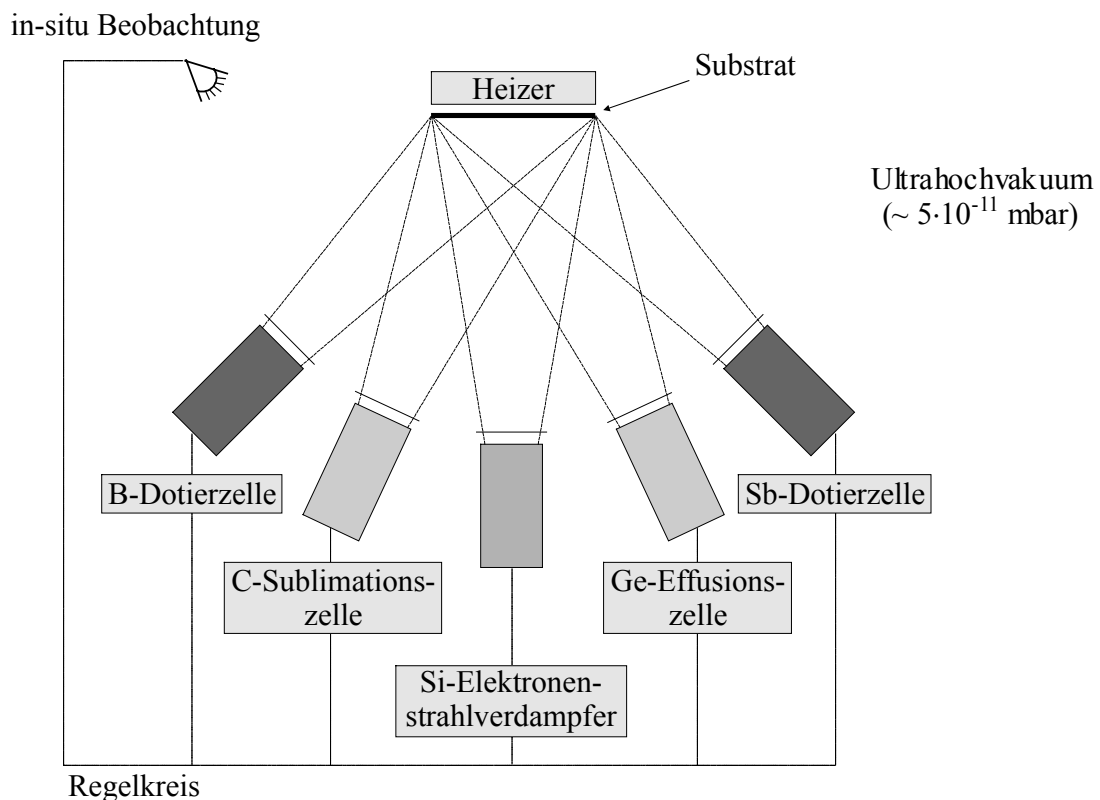 in-situ Beobachtung
Heizer
Substrat
Ultrahochvakuum
(~ 5·10⁻¹¹ mbar)
B-Dotierzelle
Sb-Dotierzelle
C-Sublimations-
zelle
Ge-Effusions-
zelle
Si-Elektronen-
strahlverdampfer
Regelkreis